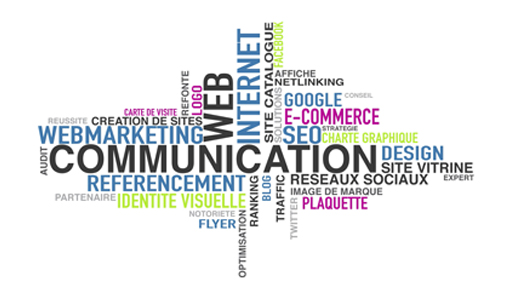 INTERNET
SITE CATALOGUE
FACEBOOK
WEB
REFONTE
LOGO
AFFICHE
NETLINKING
SOLUTIONS
GOOGLE
CONSEIL
CARTE DE VISITE
E-COMMERCE
REUSSITE
CREATION DE SITES
STRATEGIE
WEBMARKETING
SEO
CHARTE GRAPHIQUE
AUDIT
COMMUNICATION
DESIGN
SITE VITRINE
REFERENCEMENT
RANKING
BLOG
TRAFFIC
RESEAUX SOCIAUX
EXPERT
PARTENAIRE
IDENTITE VISUELLE
IMAGE DE MARQUE
TWITTER
PLAQUETTE
NOTORIETE
FLYER
OPTIMISATION